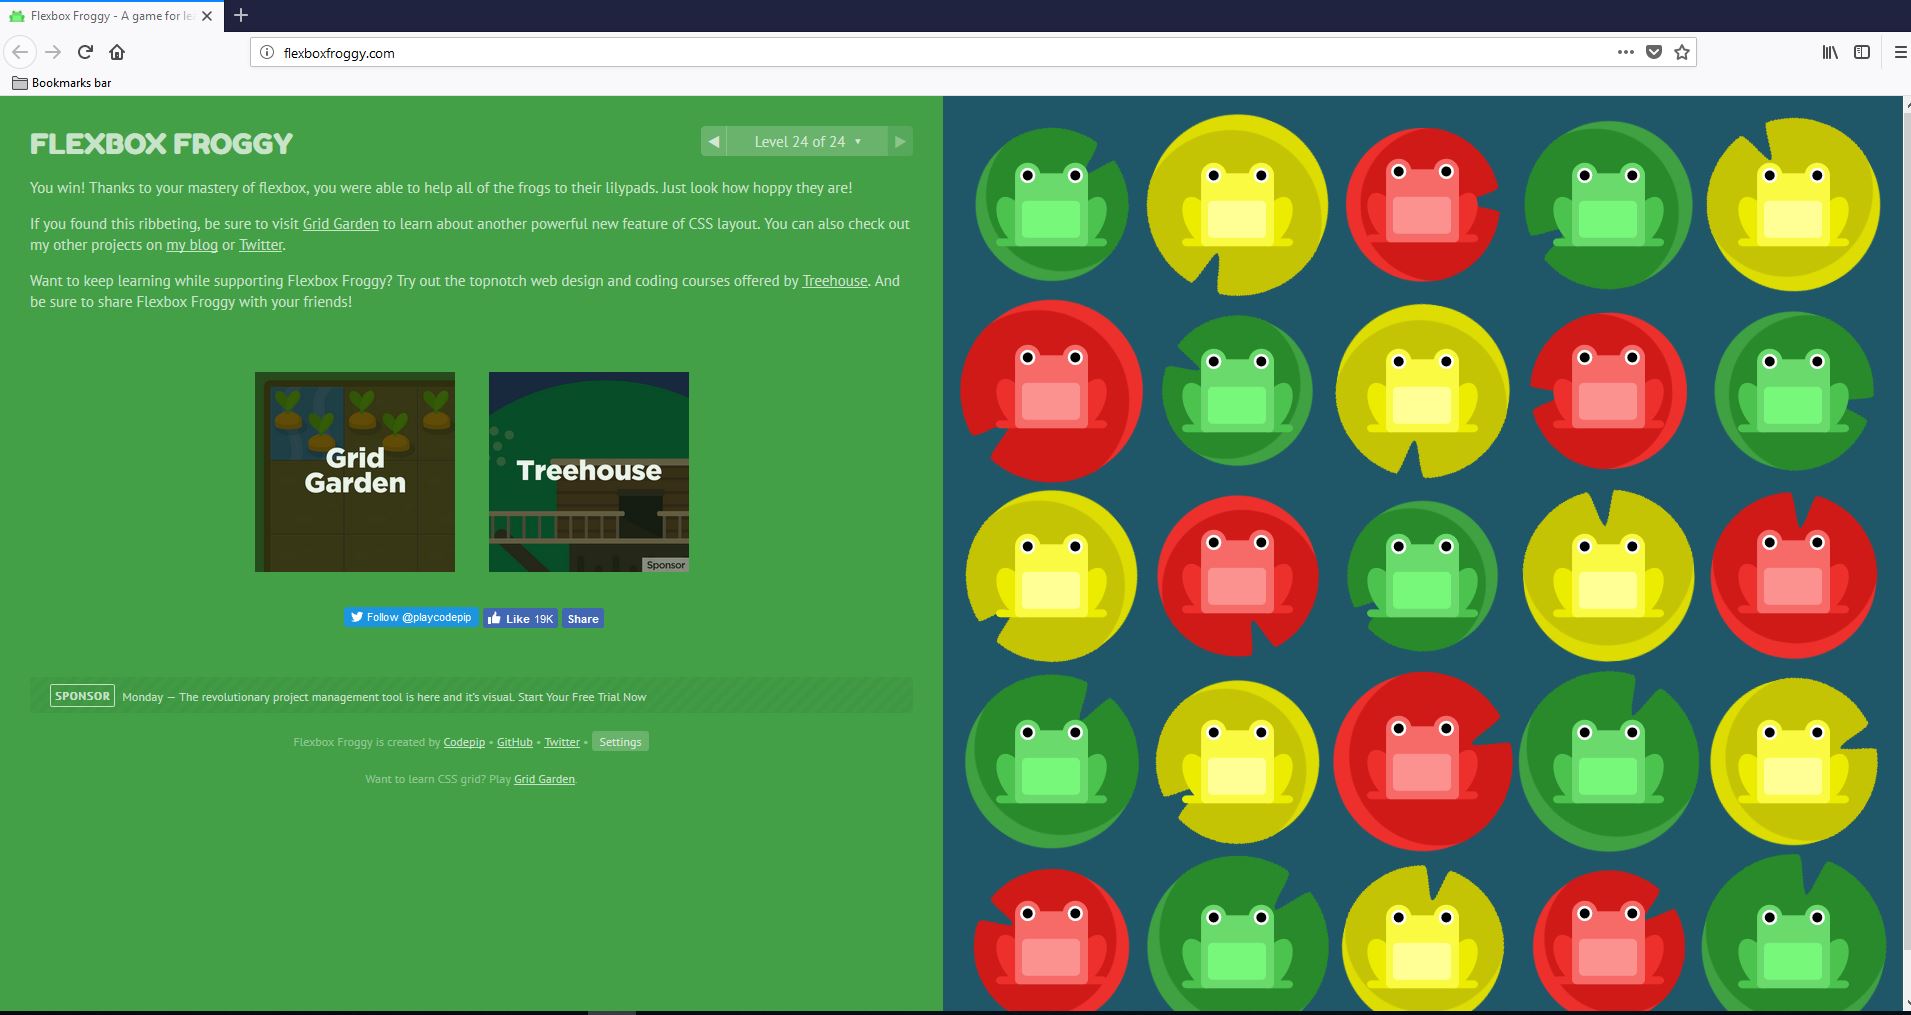 Flexbox Froggy - A game for le
flexboxfroggy.com
Bookmarks bar
FLEXBOX FROGGY
Level 24 of 24
You win! Thanks to your mastery of flexbox, you were able to help all of the frogs to their lilypads. Just look how hoppy they are!
If you found this ribbeting, be sure to visit Grid Garden to learn about another powerful new feature of CSS layout. You can also check out
my other projects on my blog or Twitter.
Want to keep learning while supporting Flexbox Froggy? Try out the topnotch web design and coding courses offered by Treehouse. And
be sure to share Flexbox Froggy with your friends!
Grid
Garden
Treehouse
Sponsor
Follow @playcodepip Like 19K Share
SPONSOR Monday — The revolutionary project management tool is here and it's visual. Start Your Free Trial Now
Flexbox Froggy is created by Codepip • GitHub • Twitter • Settings
Want to learn CSS grid? Play Grid Garden.